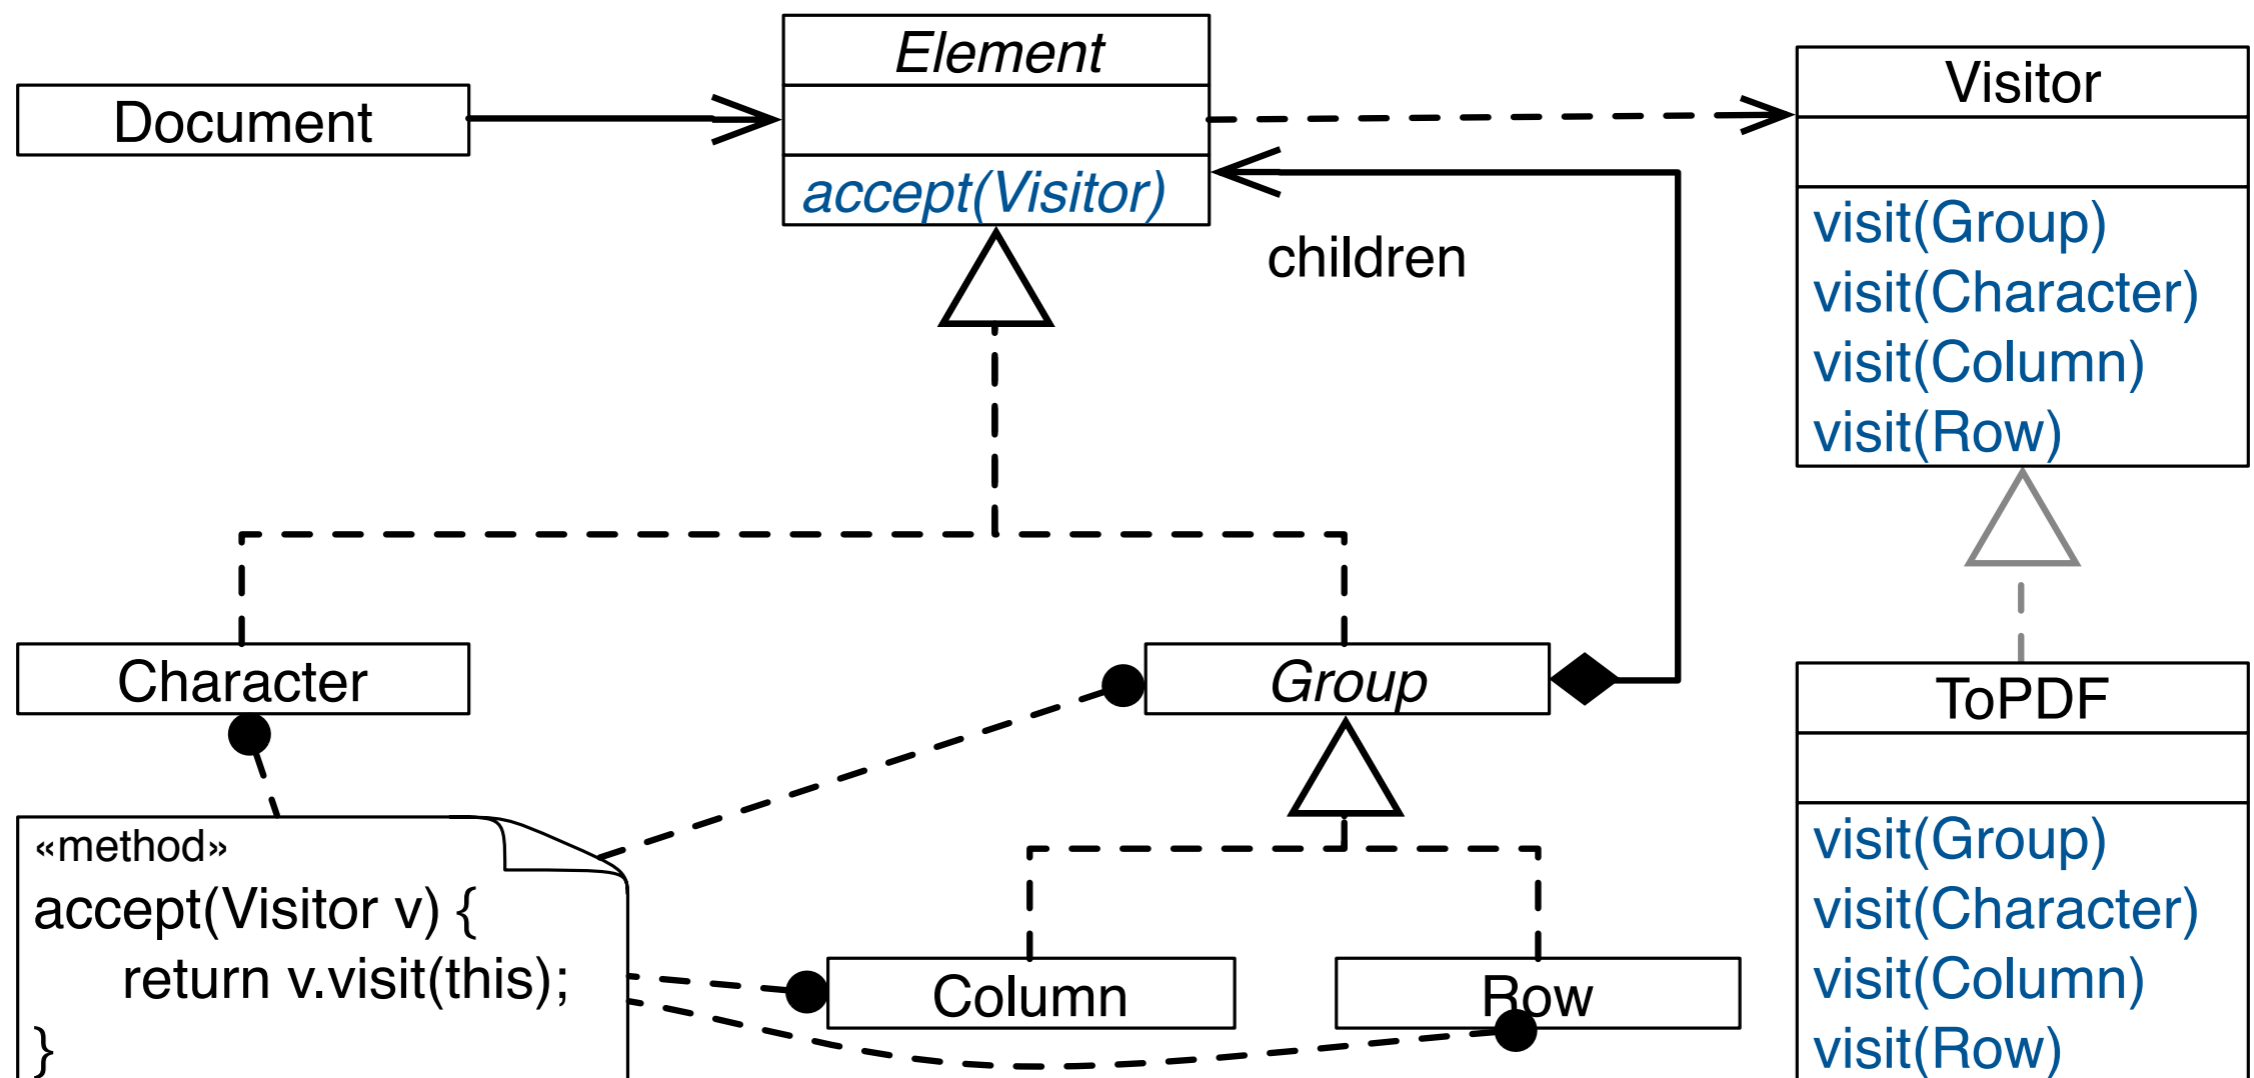 Element
accept(Visitor)
Document
Visitor
visit(Group)
visit(Character)
visit(Column)
visit(Row)
children
Character
Group
ToPDF
visit(Group)
visit(Character)
visit(Column)
visit(Row)
«method»
accept(Visitor v) {
return v.visit(this);
}
Column
Row